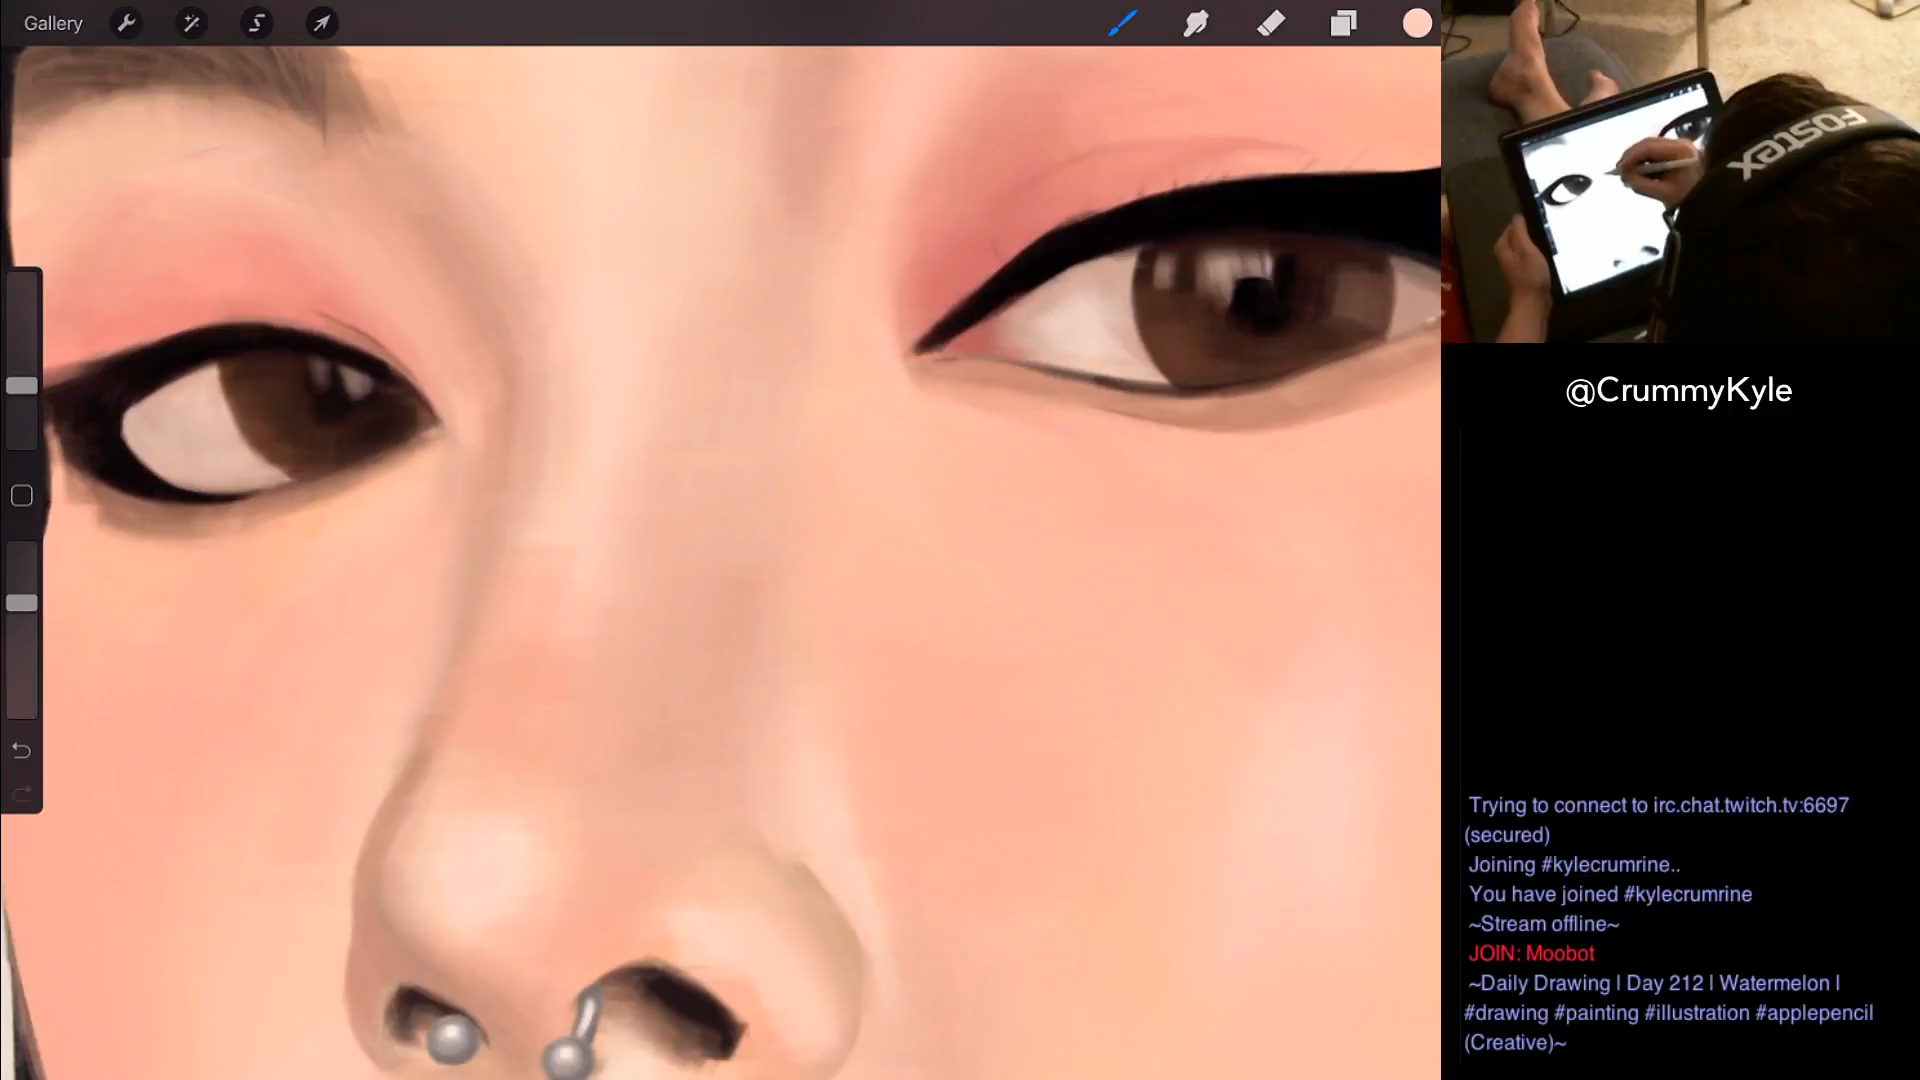 Gallery
FOSTEX
@CrummyKyle
Trying to connect to irc.chat.twitch.tv:6697
(secured)
Joining #kylecrumrine..
You have joined #kylecrumrine
~Stream offline~
JOIN: Moobot
~Daily Drawing | Day 212 | Watermelon |
#drawing #painting #illustration #applepencil
(Creative)~